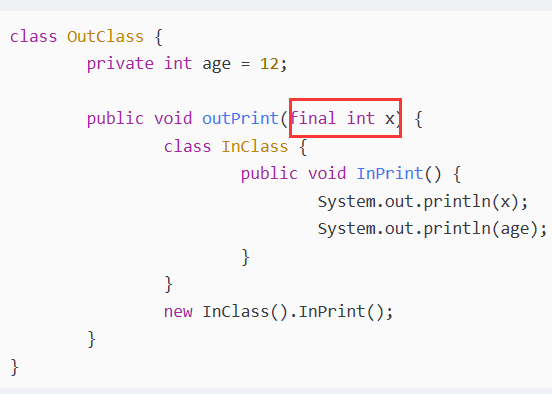 class OutClass {
private int age = 12;
public void outPrint(final int x) {
class InClass {
public void InPrint() {
System.out.println(x);
System.out.println(age);
}
}
new InClass().InPrint();
}
}